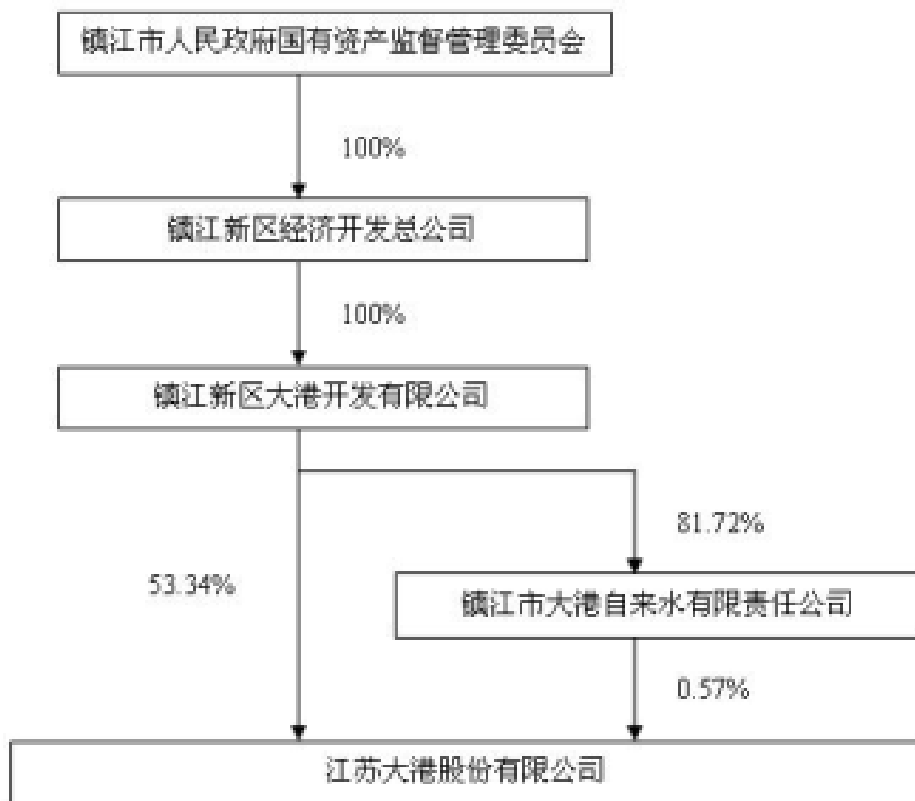 镇江市人民政府国有资产监督管理委员会
100%
镇江新区经济开发总公司
100%
镇江新区大港开发有限公司
81.72%
53.34%
镇江市大港自来水有限责任公司
0.57%
江苏大港股份有限公司